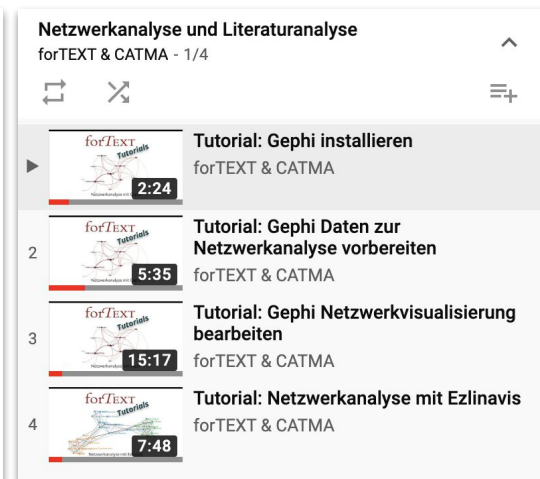 Netzwerkanalyse und Literaturanalyse
forTEXT & CATMA - 1/4
forTEXT
Tutorials
2:24
Tutorial: Gephi installieren
forTEXT & CATMA
2
forTEXT
Tutorials
5:35
Tutorial: Gephi Daten zur
Netzwerkanalyse vorbereiten
forTEXT & CATMA
3
forTEXT
Tutorials
15:17
Tutorial: Gephi Netzwerkvisualisierung
bearbeiten
forTEXT & CATMA
4
forTEXT
Tutorials
7:48
Tutorial: Netzwerkanalyse mit Ezlinavis
forTEXT & CATMA